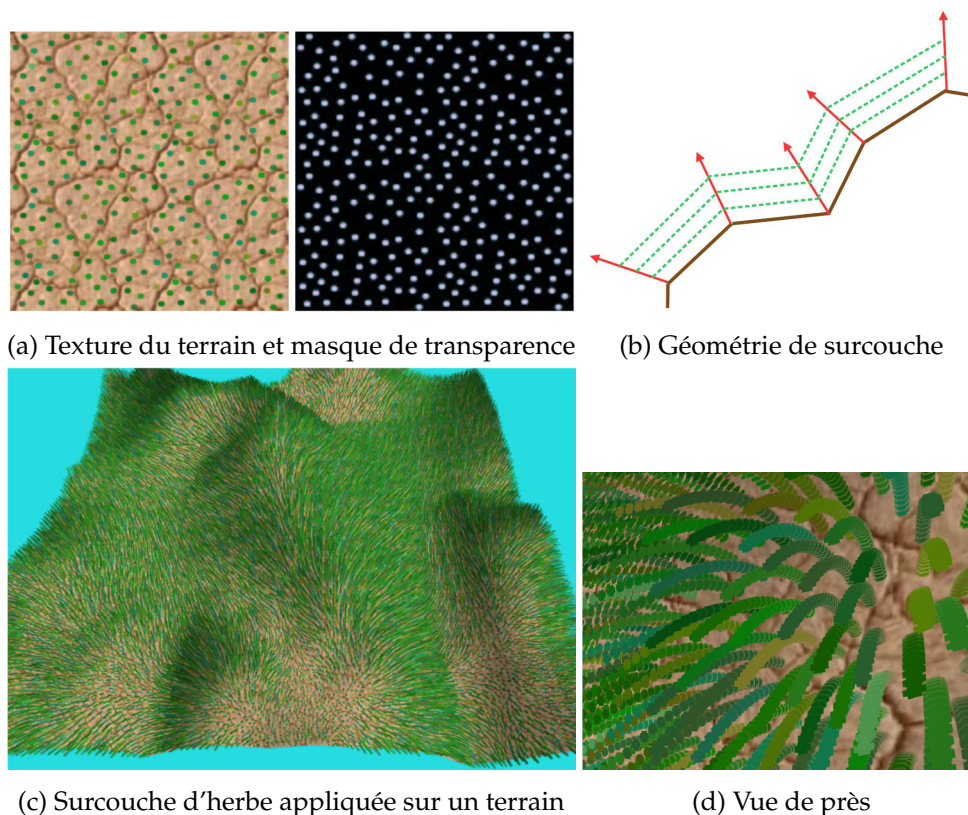 (a) Texture du terrain et masque de transparence
(b) Géométrie de surcouche
(c) Surcouche d'herbe appliquée sur un terrain
(d) Vue de près